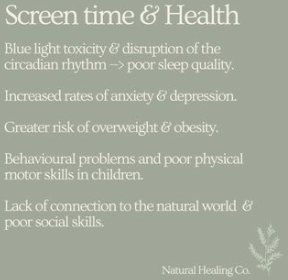 Screen time & Health
Blue light toxicity & disruption of the
circadian rhythm --> poor sleep quality.
Increased rates of anxiety & depression.
Greater risk of overweight & obesity.
Behavioural problems and poor physical
motor skills in children.
Lack of connection to the natural world &
poor social skills.
Natural Healing Co.